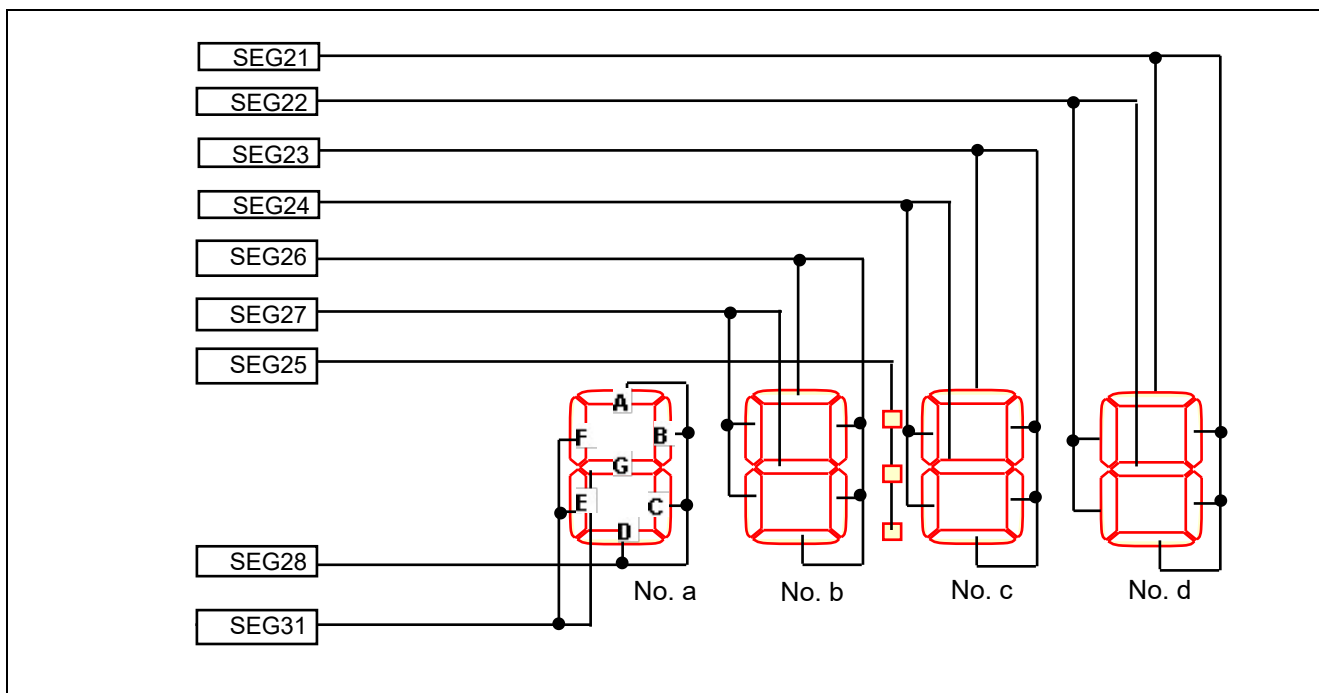 SEG21
SEG22
SEG23
SEG24
SEG26
SEG27
SEG25
A
F B
G
E C
D
SEG28
No. a No. b No. c No. d
SEG31